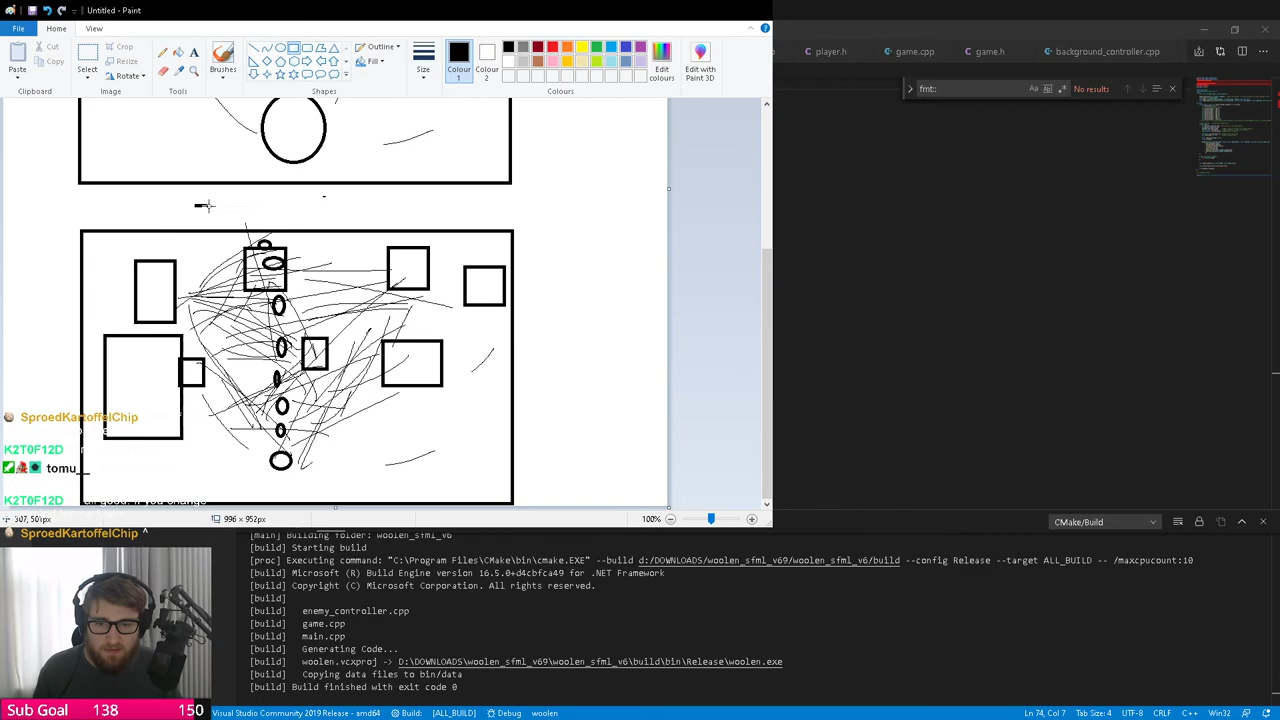 Untitled - Paint
File Home View
Paste Cut Copy Clipboard
Select Crop Resize Rotate Image
Tools
Brushes
Outline Fill Shapes
Size
Colour 1 Colour 2 Edit colours Edit with Paint 3D Colours
player.h game.cpp game.h background_controller.cpp
fmt:: Aa No results
SproedKartoffelChip
K2T0F12D
tomu__
K2T0F12D
SproedKartoffelChip ^
996 × 952px 100%
CMake/Build
[main] Building folder: woolen_sfml_v6
[build] Starting build
[proc] Executing command: "C:\Program Files\CMake\bin\cmake.EXE" --build d:/DOWNLOADS/woolen_sfml_v69/woolen_sfml_v6/build --config Release --target ALL_BUILD -- /maxcpucount:10
[build] Microsoft (R) Build Engine version 16.5.0+d4cbfca49 for .NET Framework
[build] Copyright (C) Microsoft Corporation. All rights reserved.
[build]
[build] enemy_controller.cpp
[build] game.cpp
[build] main.cpp
[build] Generating Code...
[build] woolen.vcxproj -> D:\DOWNLOADS\woolen_sfml_v69\woolen_sfml_v6\build\bin\Release\woolen.exe
[build] Copying data files to bin/data
[build] Build finished with exit code 0
Sub Goal 138 150
Visual Studio Community 2019 Release - amd64 Build: [ALL_BUILD] Debug woolen Ln 74, Col 7 Tab Size: 4 UTF-8 CRLF C++ Win32